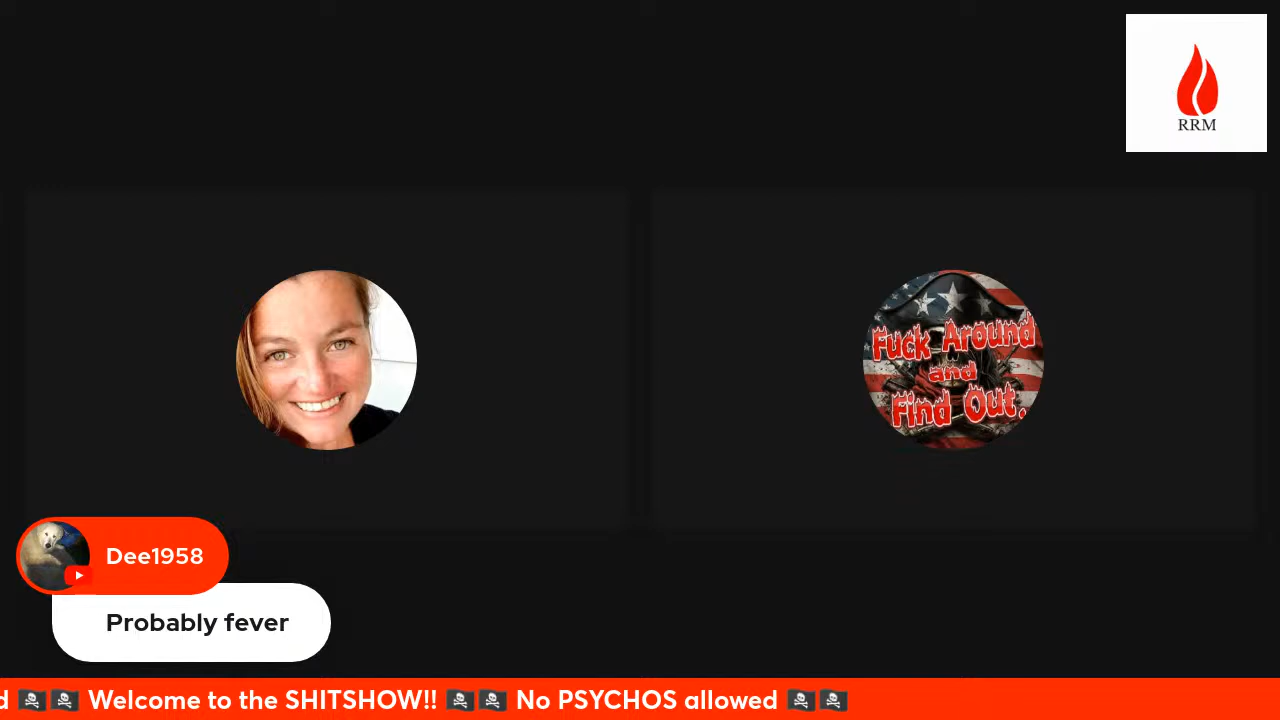 RRM
Fuck Around
and
Find Out.
Dee1958
Probably fever
d 🏴‍☠️🏴‍☠️ Welcome to the SHITSHOW!! 🏴‍☠️🏴‍☠️ No PSYCHOS allowed 🏴‍☠️🏴‍☠️